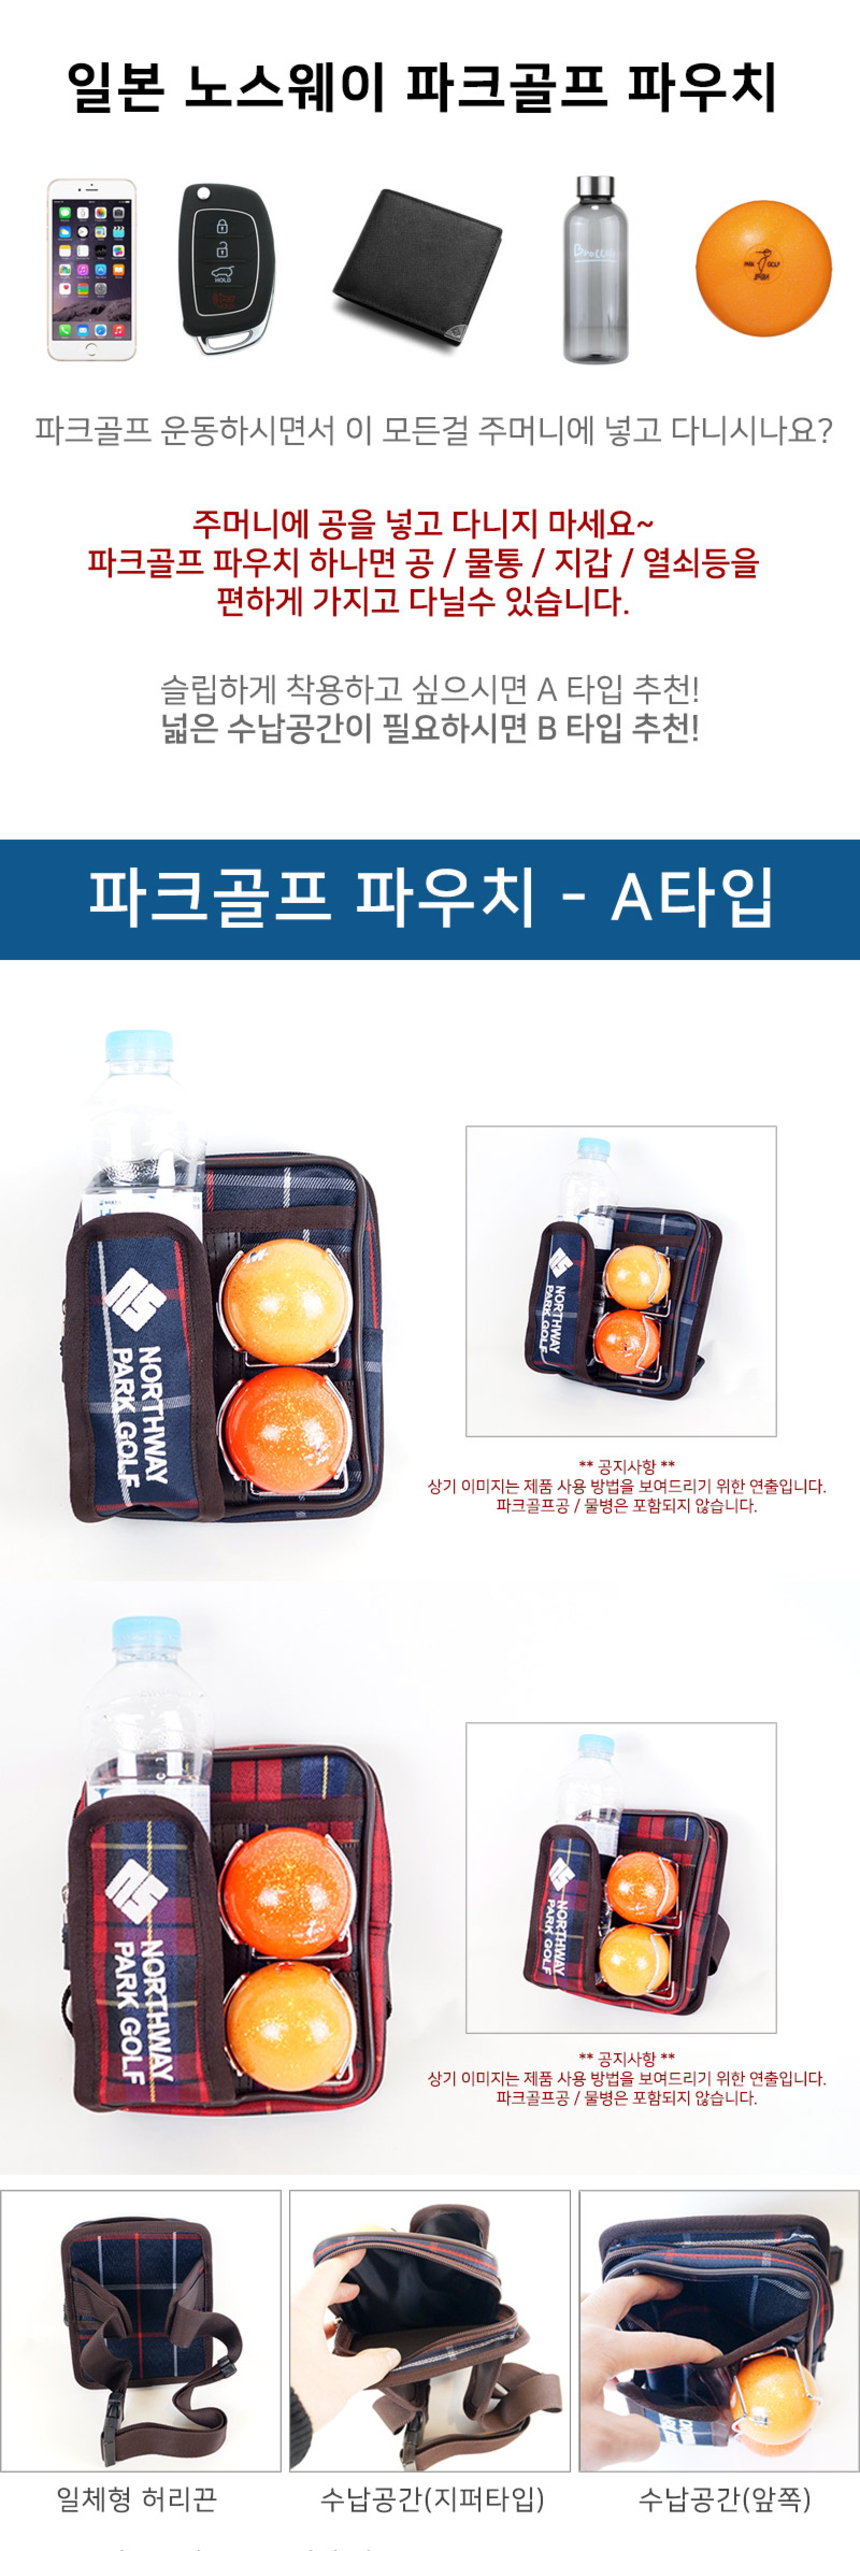 일본 노스웨이 파크골프 파우치
HOLD
Broccoli
PARK GOLF
파크골프 운동하시면서 이 모든걸 주머니에 넣고 다니시나요?
주머니에 공을 넣고 다니지 마세요~
파크골프 파우치 하나면 공 / 물통 / 지갑 / 열쇠등을
편하게 가지고 다닐수 있습니다.
슬립하게 착용하고 싶으시면 A 타입 추천!
넓은 수납공간이 필요하시면 B 타입 추천!
파크골프 파우치 - A타입
NORTHWAY
PARK GOLF
NORTHWAY
PARK GOLF
** 공지사항 **
상기 이미지는 제품 사용 방법을 보여드리기 위한 연출입니다.
파크골프공 / 물병은 포함되지 않습니다.
NORTHWAY
PARK GOLF
NORTHWAY
PARK GOLF
** 공지사항 **
상기 이미지는 제품 사용 방법을 보여드리기 위한 연출입니다.
파크골프공 / 물병은 포함되지 않습니다.
일체형 허리끈
수납공간(지퍼타입)
수납공간(앞쪽)